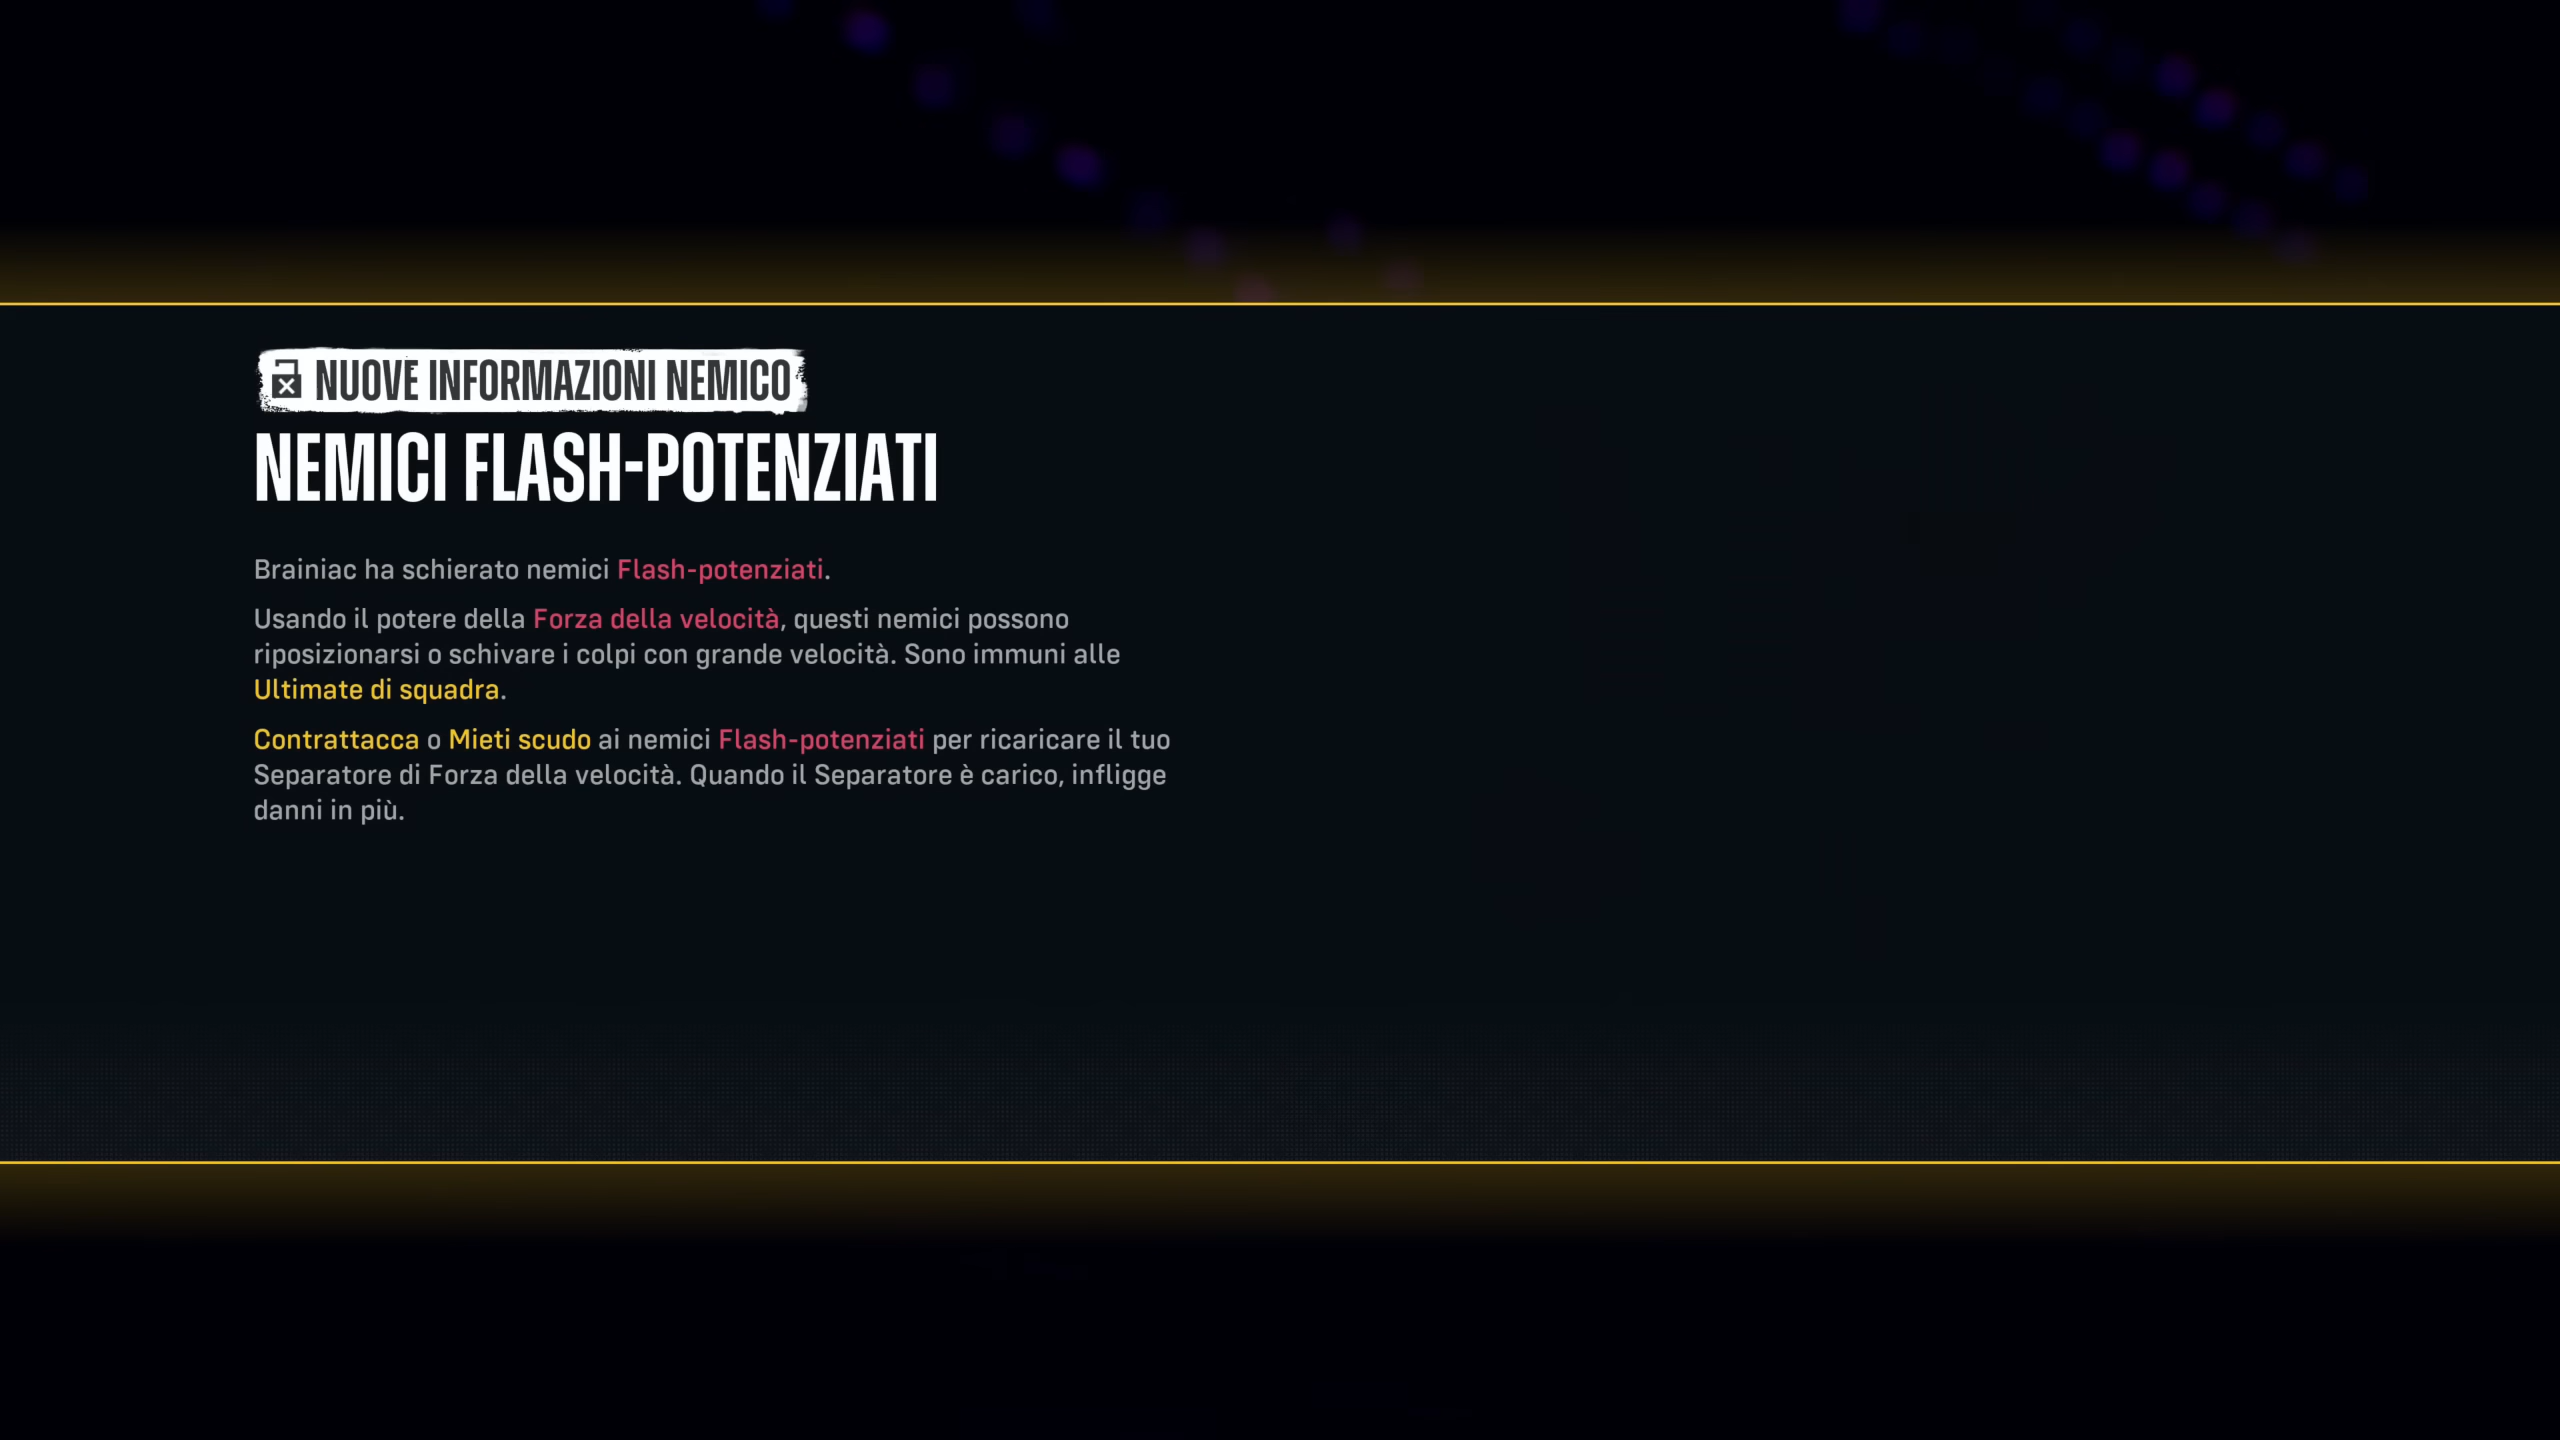 NUOVE INFORMAZIONI NEMICO
NEMICI FLASH-POTENZIATI
Brainiac ha schierato nemici Flash-potenziati.
Usando il potere della Forza della velocità, questi nemici possono
riposizionarsi o schivare i colpi con grande velocità. Sono immuni alle
Ultimate di squadra.
Contrattacca o Mieti scudo ai nemici Flash-potenziati per ricaricare il tuo
Separatore di Forza della velocità. Quando il Separatore è carico, infligge
danni in più.